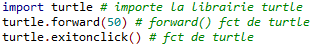 import turtle # importe la librairie turtle
turtle.forward(50) # forward() fct de turtle
turtle.exitonclick() # fct de turtle